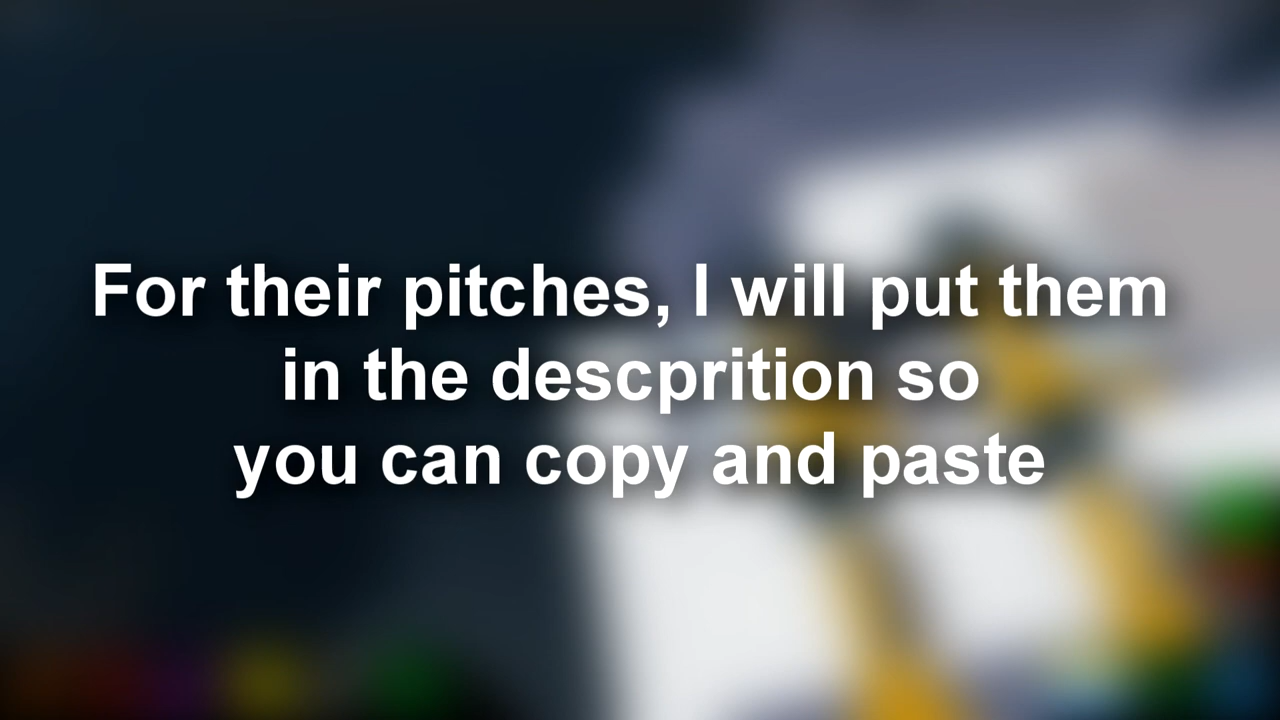 For their pitches, I will put them
in the descprition so
you can copy and paste